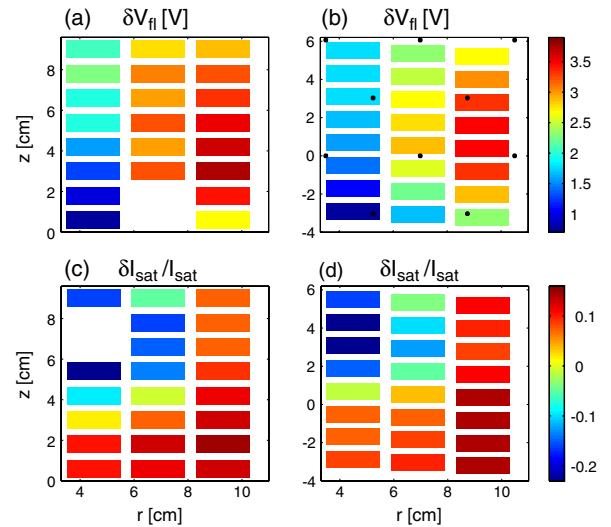 (a) δV_fl [V]
(b) δV_fl [V]
z [cm]
8
6
4
2
0
z [cm]
6
4
2
0
-2
-4
3.5
3
2.5
2
1.5
1
(c) δI_sat/I_sat
(d) δI_sat/I_sat
z [cm]
8
6
4
2
0
4 6 8 10
r [cm]
z [cm]
6
4
2
0
-2
-4
4 6 8 10
r [cm]
0.1
0
-0.1
-0.2